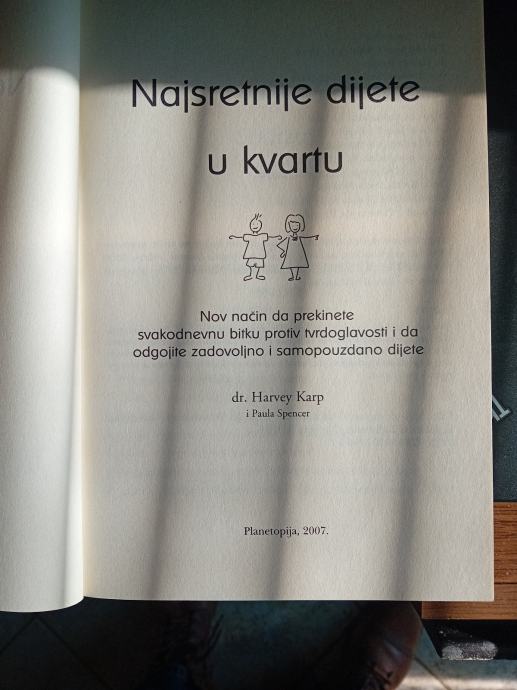 Najsretnije dijete
u kvartu
Nov način da prekinete
svakodnevnu bitku protiv tvrdoglavosti i da
odgojite zadovoljno i samopouzdano dijete
dr. Harvey Karp
i Paula Spencer
Planetopija, 2007.